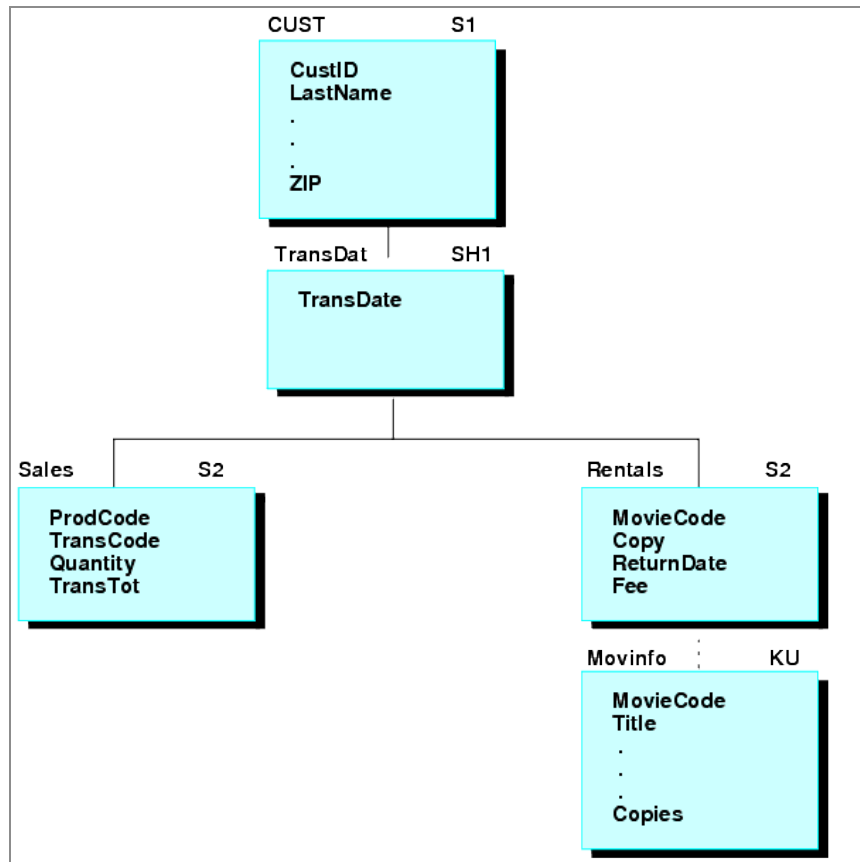 CUST S1
CustID
LastName
.
.
.
ZIP
TransDat SH1
TransDate
Sales S2
ProdCode
TransCode
Quantity
TransTot
Rentals S2
MovieCode
Copy
ReturnDate
Fee
Movinfo KU
MovieCode
Title
.
.
.
Copies